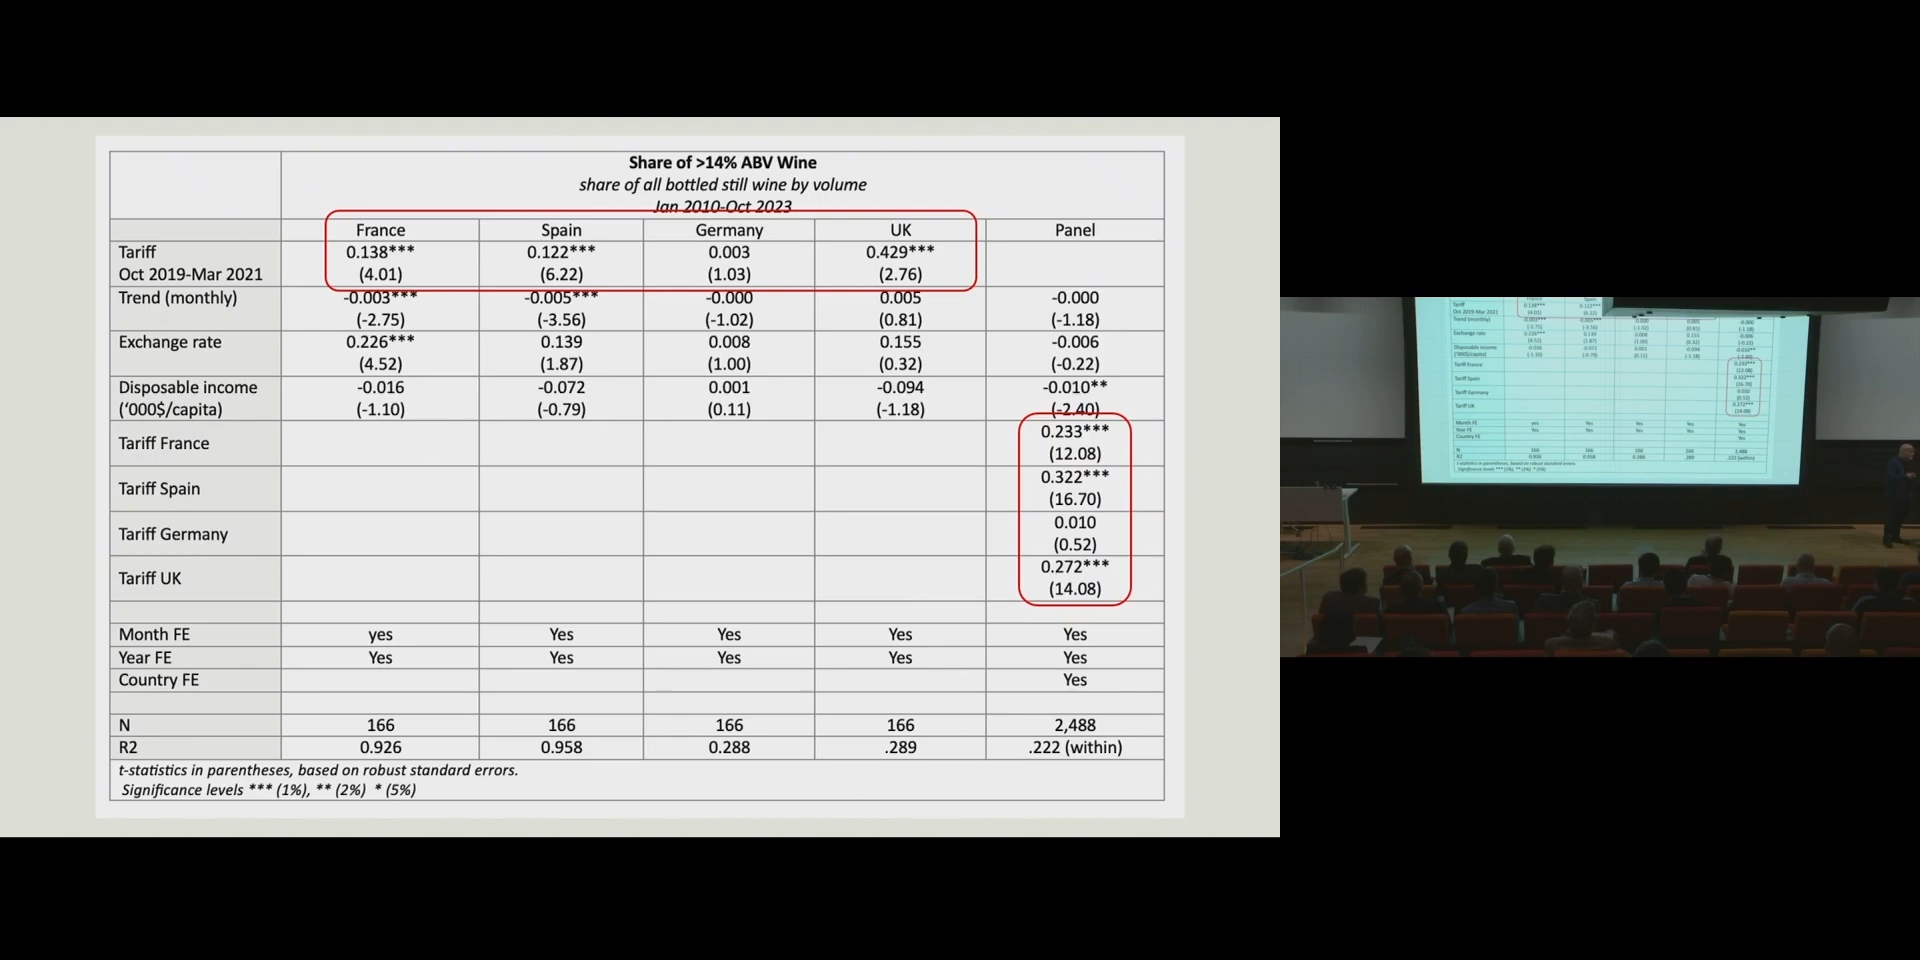 Share of >14% ABV Wine
share of all bottled still wine by volume
Jan 2010-Oct 2023
France Spain Germany UK Panel
Tariff 0.138*** 0.122*** 0.003 0.429***
Oct 2019-Mar 2021 (4.01) (6.22) (1.03) (2.76)
Trend (monthly) -0.003*** -0.005*** -0.000 0.005 -0.000
(-2.75) (-3.56) (-1.02) (0.81) (-1.18)
Exchange rate 0.226*** 0.139 0.008 0.155 -0.006
(4.52) (1.87) (1.00) (0.32) (-0.22)
Disposable income -0.016 -0.072 0.001 -0.094 -0.010**
('000$/capita) (-1.10) (-0.79) (0.11) (-1.18) (-2.40)
Tariff France 0.233***
(12.08)
Tariff Spain 0.322***
(16.70)
Tariff Germany 0.010
(0.52)
Tariff UK 0.272***
(14.08)
Month FE yes Yes Yes Yes Yes
Year FE Yes Yes Yes Yes Yes
Country FE Yes
N 166 166 166 166 2,488
R2 0.926 0.958 0.288 .289 .222 (within)
t-statistics in parentheses, based on robust standard errors.
Significance levels *** (1%), ** (2%) * (5%)